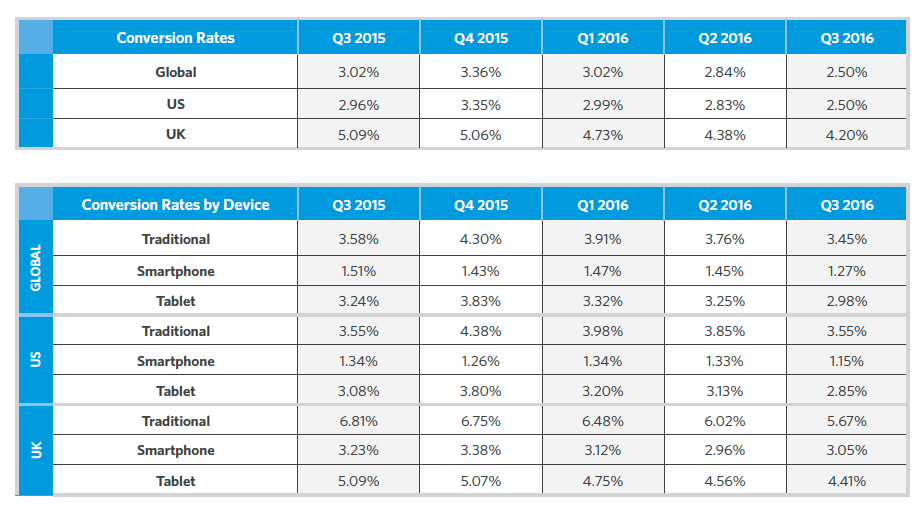 Conversion Rates Q3 2015 Q4 2015 Q1 2016 Q2 2016 Q3 2016
Global 3.02% 3.36% 3.02% 2.84% 2.50%
US 2.96% 3.35% 2.99% 2.83% 2.50%
UK 5.09% 5.06% 4.73% 4.38% 4.20%
Conversion Rates by Device Q3 2015 Q4 2015 Q1 2016 Q2 2016 Q3 2016
GLOBAL
Traditional 3.58% 4.30% 3.91% 3.76% 3.45%
Smartphone 1.51% 1.43% 1.47% 1.45% 1.27%
Tablet 3.24% 3.83% 3.32% 3.25% 2.98%
US
Traditional 3.55% 4.38% 3.98% 3.85% 3.55%
Smartphone 1.34% 1.26% 1.34% 1.33% 1.15%
Tablet 3.08% 3.80% 3.20% 3.13% 2.85%
UK
Traditional 6.81% 6.75% 6.48% 6.02% 5.67%
Smartphone 3.23% 3.38% 3.12% 2.96% 3.05%
Tablet 5.09% 5.07% 4.75% 4.56% 4.41%